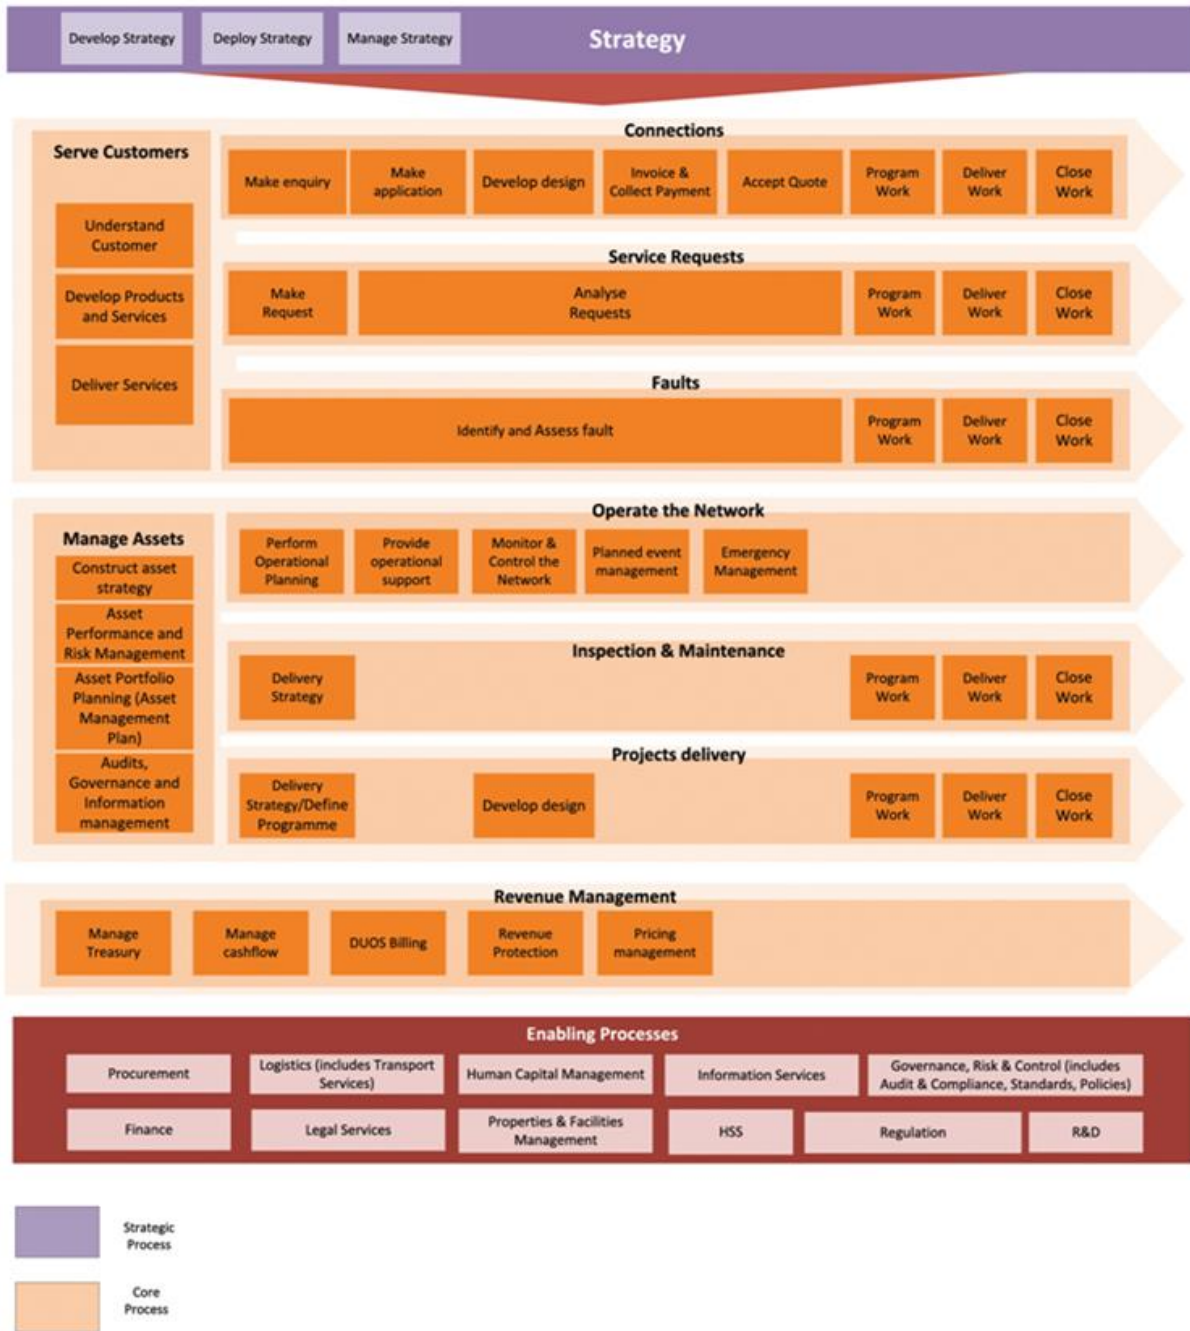 Develop Strategy
Deploy Strategy
Manage Strategy
Strategy
Serve Customers
Understand
Customer
Develop Products
and Services
Deliver Services
Connections
Make enquiry
Make
application
Develop design
Invoice &
Collect Payment
Accept Quote
Program
Work
Deliver
Work
Close
Work
Service Requests
Make
Request
Analyse
Requests
Program
Work
Deliver
Work
Close
Work
Faults
Identify and Assess fault
Program
Work
Deliver
Work
Close
Work
Manage Assets
Construct asset
strategy
Asset
Performance and
Risk Management
Asset Portfolio
Planning (Asset
Management
Plan)
Audits,
Governance and
Information
management
Operate the Network
Perform
Operational
Planning
Provide
operational
support
Monitor &
Control the
Network
Planned event
management
Emergency
Management
Inspection & Maintenance
Delivery
Strategy
Program
Work
Deliver
Work
Close
Work
Projects delivery
Delivery
Strategy/Define
Programme
Develop design
Program
Work
Deliver
Work
Close
Work
Revenue Management
Manage
Treasury
Manage
cashflow
DUOS Billing
Revenue
Protection
Pricing
management
Enabling Processes
Procurement
Logistics (includes Transport
Services)
Human Capital Management
Information Services
Governance, Risk & Control (includes
Audit & Compliance, Standards, Policies)
Finance
Legal Services
Properties & Facilities
Management
HSS
Regulation
R&D
Strategic
Process
Core
Process